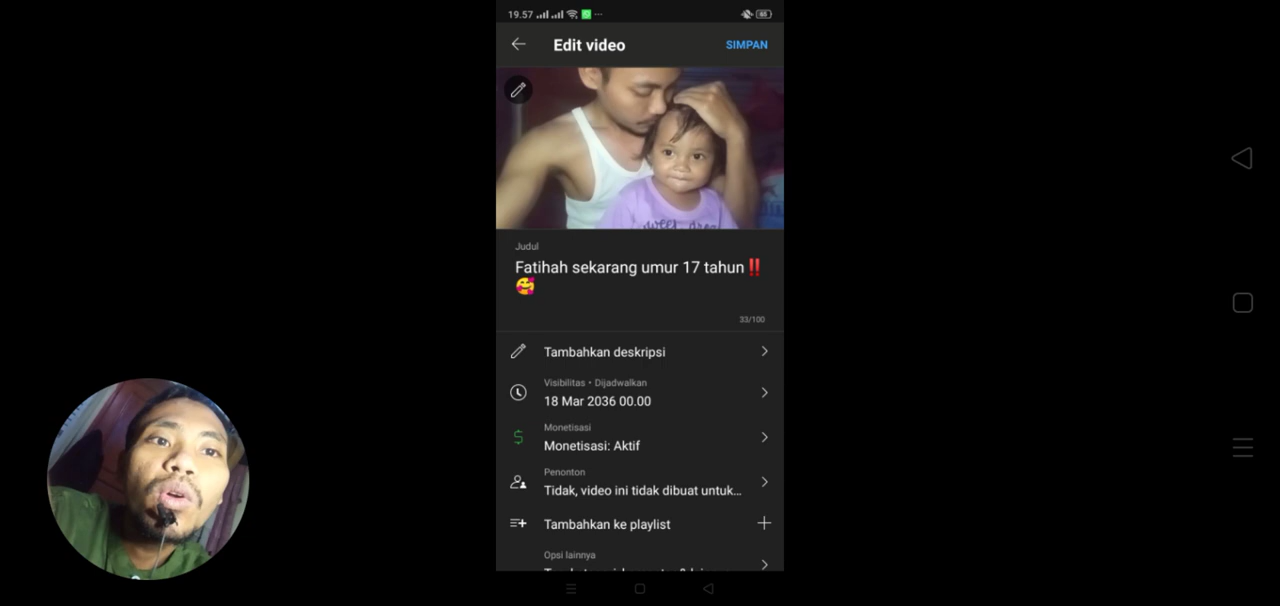 19.57
65
Edit video
SIMPAN
Judul
Fatihah sekarang umur 17 tahun‼️
🥰
33/100
Tambahkan deskripsi
Visibilitas • Dijadwalkan
18 Mar 2036 00.00
Monetisasi
Monetisasi: Aktif
Penonton
Tidak, video ini tidak dibuat untuk...
Tambahkan ke playlist
Opsi lainnya